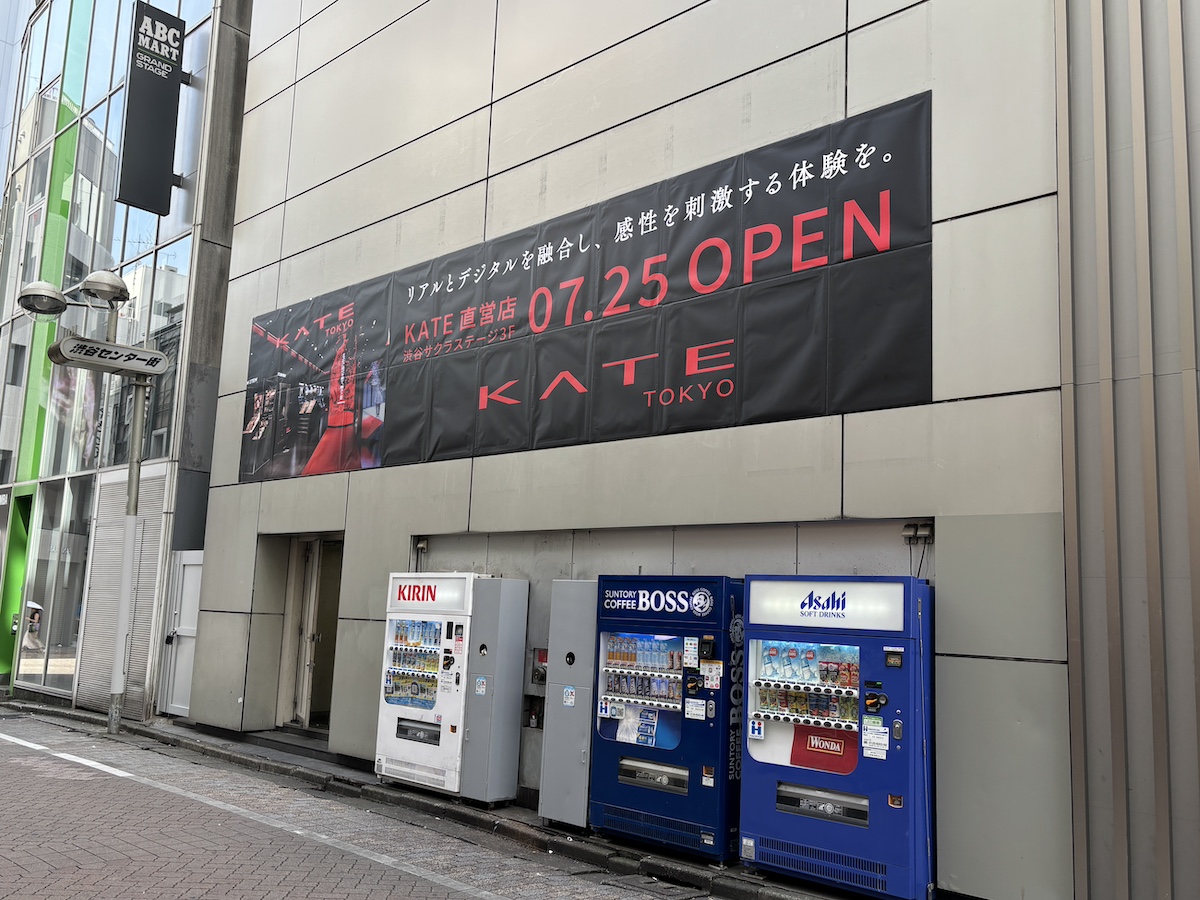 ABC
MART
GRAND
STAGE
渋谷センター街
KATE
TOKYO
リアルとデジタルを融合し、感性を刺激する体験を。
KATE 直営店
渋谷サクラステージ3F
07.25 OPEN
KATE
TOKYO
KIRIN
SUNTORY
COFFEE
BOSS
SUNTORY
COFFEE
BOSS
Asahi
SOFT DRINKS
WONDA